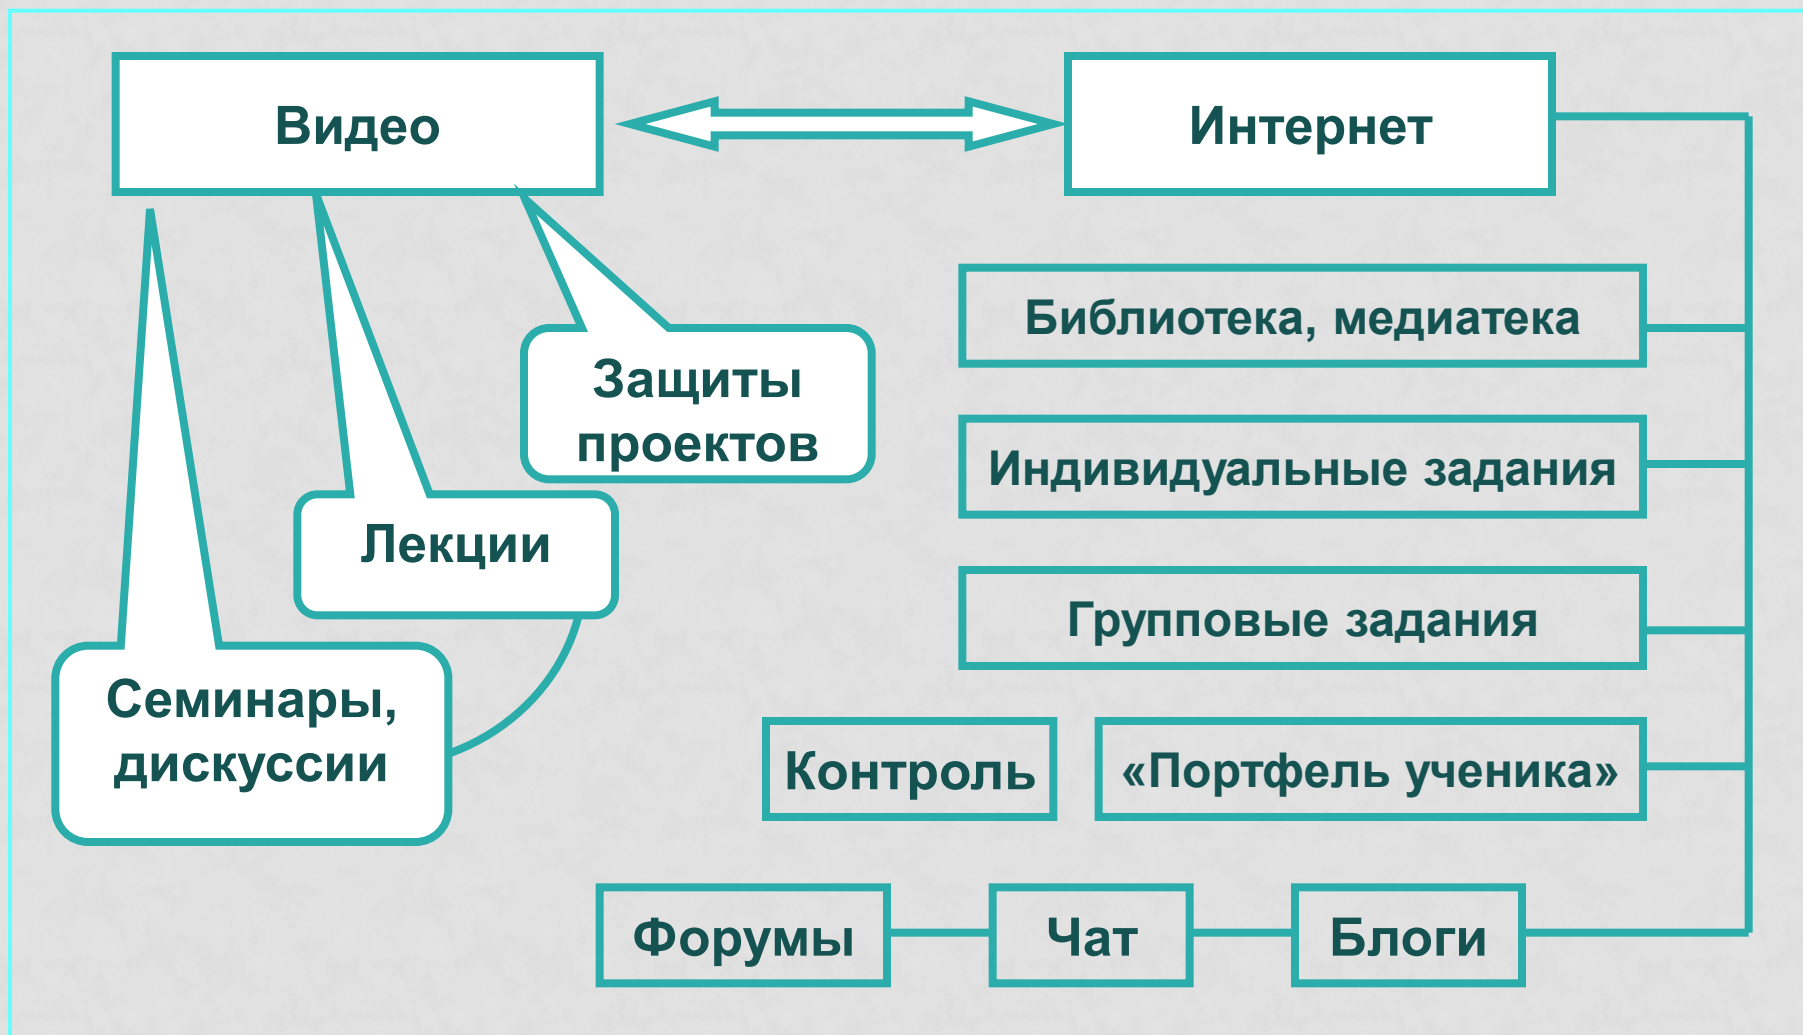 Видео
Интернет
Библиотека, медиатека
Защиты
проектов
Индивидуальные задания
Лекции
Групповые задания
Семинары,
дискуссии
Контроль
«Портфель ученика»
Форумы
Чат
Блоги